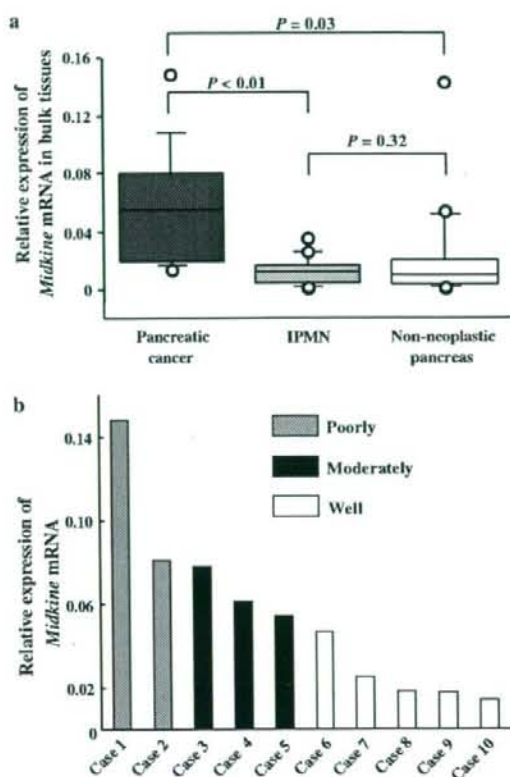 a
P = 0.03
P < 0.01
P = 0.32
Relative expression of
Midkine mRNA in bulk tissues
0.16
0.12
0.08
0.04
0
Pancreatic
cancer
IPMN
Non-neoplastic
pancreas
b
Relative expression of
Midkine mRNA
0.14
0.10
0.06
0.02
0
Poorly
Moderately
Well
Case 1
Case 2
Case 3
Case 4
Case 5
Case 6
Case 7
Case 8
Case 9
Case 10